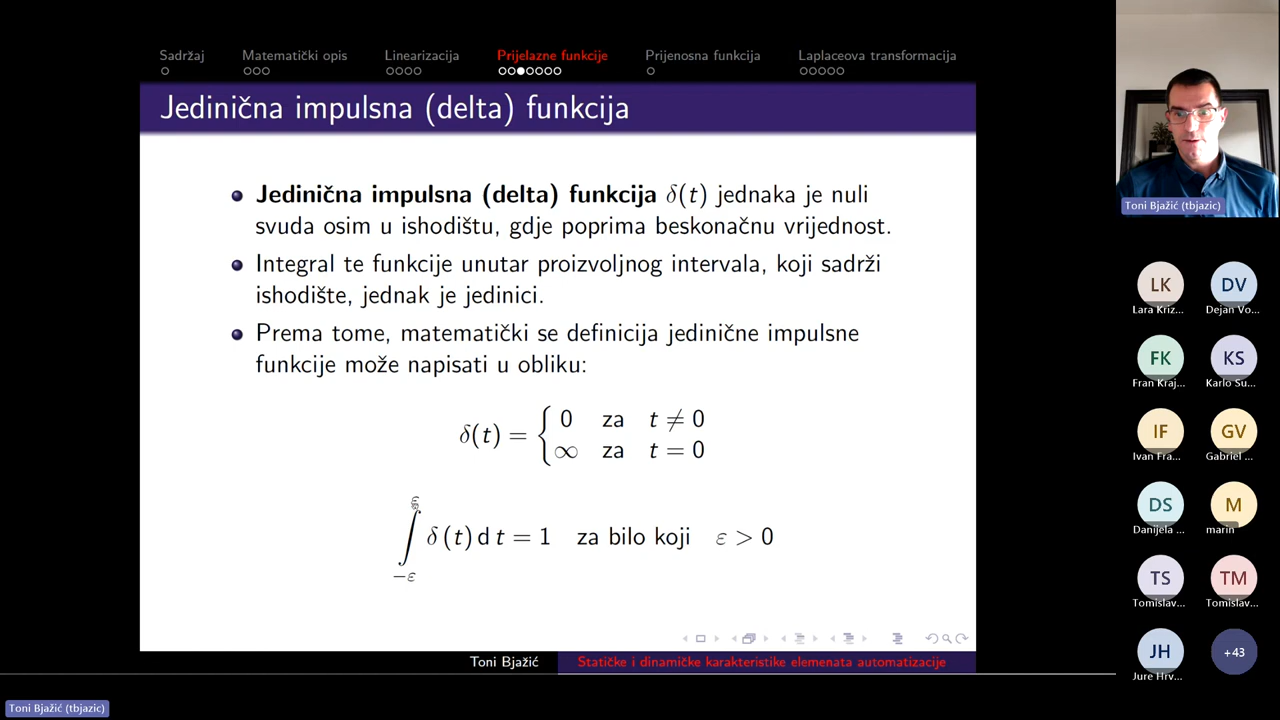 Sadržaj Matematički opis Linearizacija Prijelazne funkcije Prijenosna funkcija Laplaceova transformacija
Jedinična impulsna (delta) funkcija
Jedinična impulsna (delta) funkcija δ(t) jednaka je nuli
svuda osim u ishodištu, gdje poprima beskonačnu vrijednost.
Integral te funkcije unutar proizvoljnog intervala, koji sadrži
ishodište, jednak je jedinici.
Prema tome, matematički se definicija jedinične impulsne
funkcije može napisati u obliku:
δ(t) = { 0 za t ≠ 0
∞ za t = 0
ε
∫ δ(t) d t = 1 za bilo koji ε > 0
−ε
Toni Bjažić Statičke i dinamičke karakteristike elemenata automatizacije
Toni Bjažić (tbjazic)
Toni Bjažić (tbjazic)
LK DV
Lara Kriz... Dejan Vo...
FK KS
Fran Kraj... Karlo Su...
IF GV
Ivan Fra... Gabriel ...
DS M
Danijela ... marin
TS TM
Tomislav... Tomislav...
JH +43
Jure Hrv...